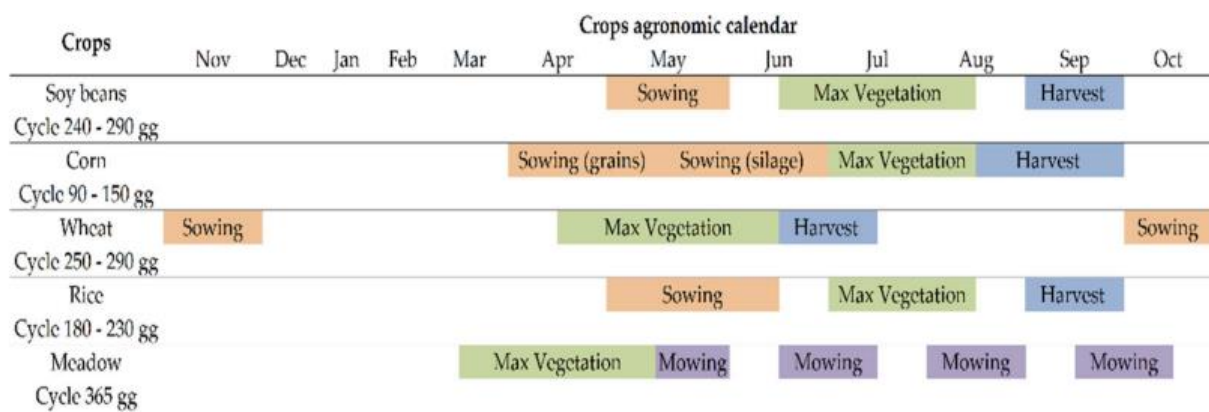 Crops agronomic calendar
Crops
Nov Dec Jan Feb Mar Apr May Jun Jul Aug Sep Oct
Soy beans Sowing Max Vegetation Harvest
Cycle 240 - 290 gg
Corn Sowing (grains) Sowing (silage) Max Vegetation Harvest
Cycle 90 - 150 gg
Wheat Sowing Max Vegetation Harvest Sowing
Cycle 250 - 290 gg
Rice Sowing Max Vegetation Harvest
Cycle 180 - 230 gg
Meadow Max Vegetation Mowing Mowing Mowing Mowing
Cycle 365 gg